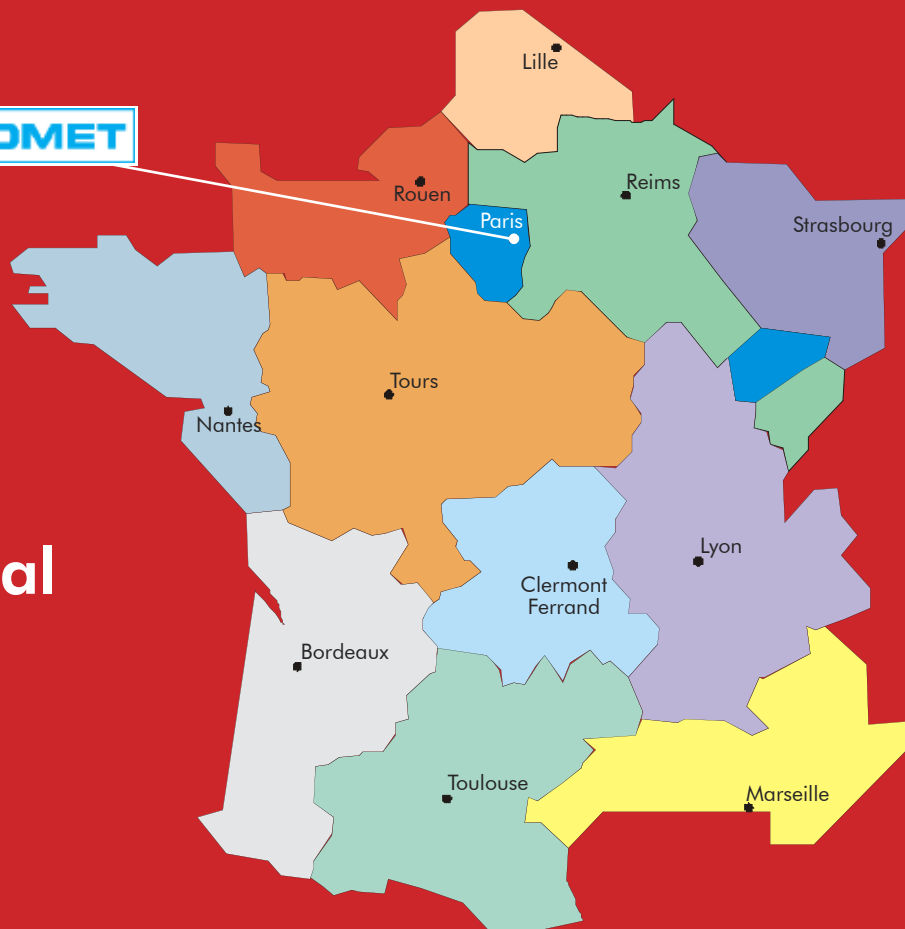 Lille
OMET
Reims
Rouen
Paris
Strasbourg
Tours
Nantes
Lyon
al
Clermont
Ferrand
Bordeaux
Toulouse
Marseille